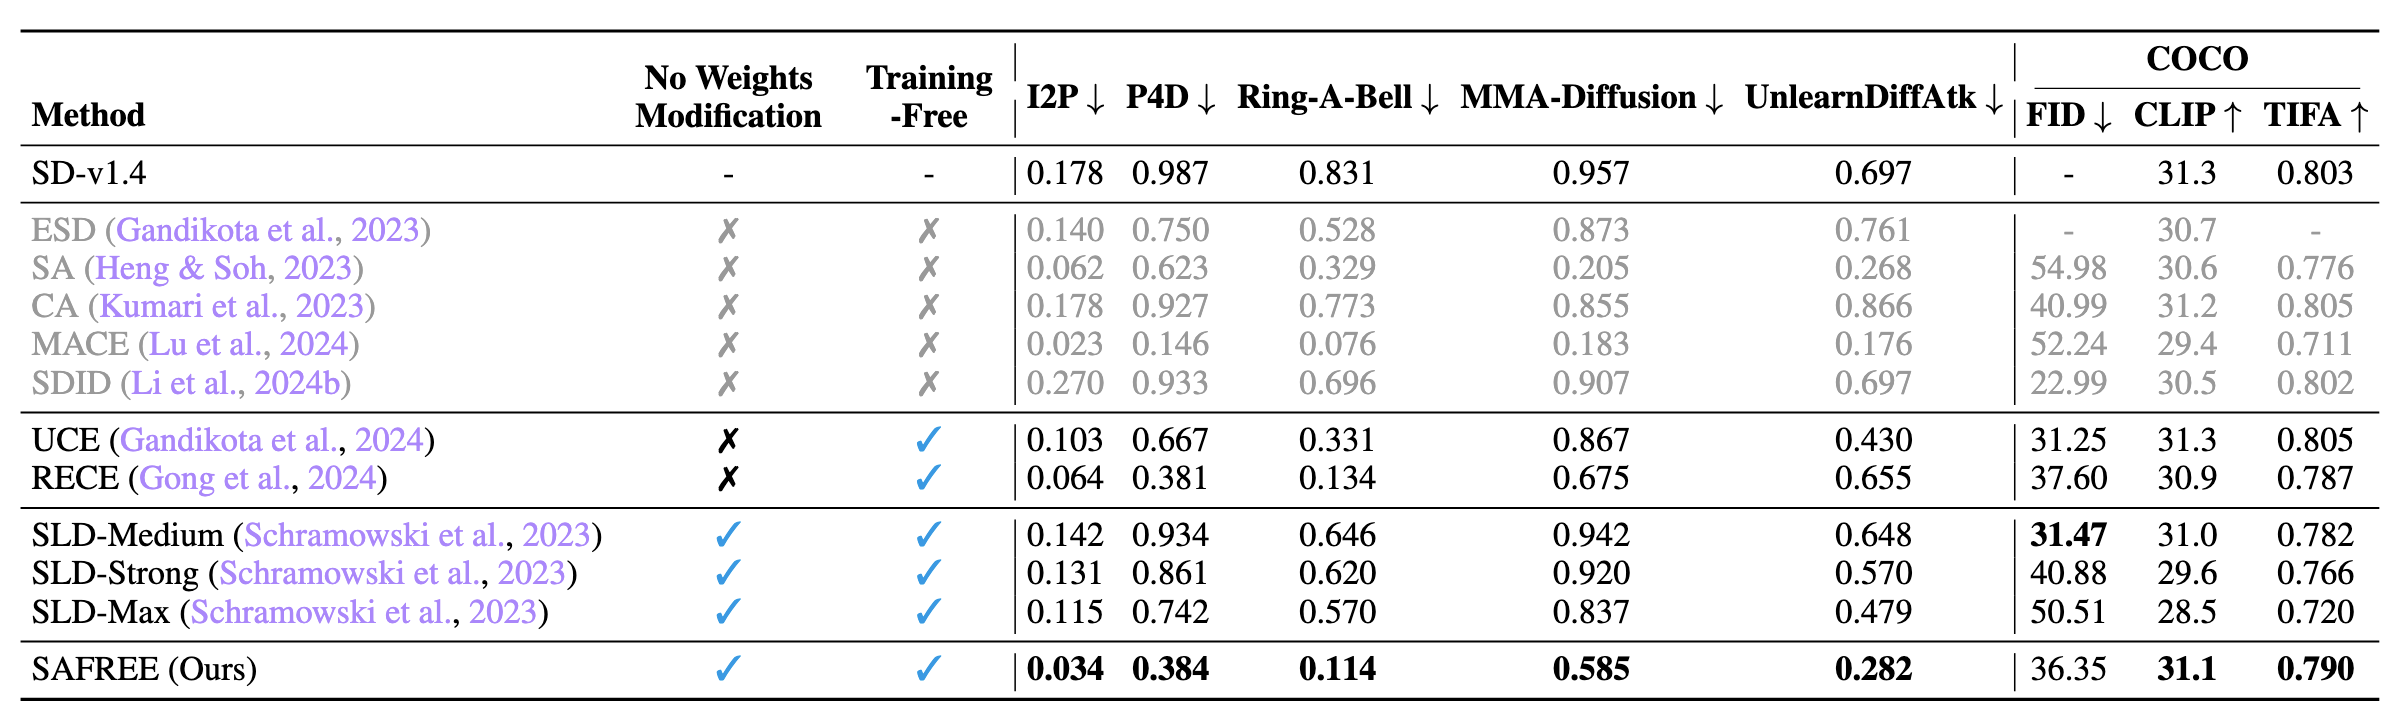 COCO
No Weights Training
Method Modification -Free I2P ↓ P4D ↓ Ring-A-Bell ↓ MMA-Diffusion ↓ UnlearnDiffAtk ↓ FID ↓ CLIP ↑ TIFA ↑
SD-v1.4 - - 0.178 0.987 0.831 0.957 0.697 - 31.3 0.803
ESD (Gandikota et al., 2023) ✗ ✗ 0.140 0.750 0.528 0.873 0.761 - 30.7 -
SA (Heng & Soh, 2023) ✗ ✗ 0.062 0.623 0.329 0.205 0.268 54.98 30.6 0.776
CA (Kumari et al., 2023) ✗ ✗ 0.178 0.927 0.773 0.855 0.866 40.99 31.2 0.805
MACE (Lu et al., 2024) ✗ ✗ 0.023 0.146 0.076 0.183 0.176 52.24 29.4 0.711
SDID (Li et al., 2024b) ✗ ✗ 0.270 0.933 0.696 0.907 0.697 22.99 30.5 0.802
UCE (Gandikota et al., 2024) ✗ ✓ 0.103 0.667 0.331 0.867 0.430 31.25 31.3 0.805
RECE (Gong et al., 2024) ✗ ✓ 0.064 0.381 0.134 0.675 0.655 37.60 30.9 0.787
SLD-Medium (Schramowski et al., 2023) ✓ ✓ 0.142 0.934 0.646 0.942 0.648 31.47 31.0 0.782
SLD-Strong (Schramowski et al., 2023) ✓ ✓ 0.131 0.861 0.620 0.920 0.570 40.88 29.6 0.766
SLD-Max (Schramowski et al., 2023) ✓ ✓ 0.115 0.742 0.570 0.837 0.479 50.51 28.5 0.720
SAFREE (Ours) ✓ ✓ 0.034 0.384 0.114 0.585 0.282 36.35 31.1 0.790